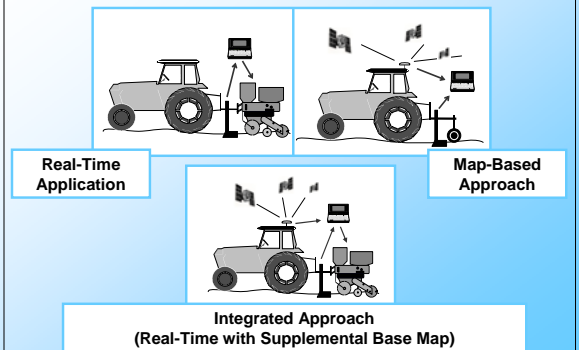 Real-Time
Application
Map-Based
Approach
Integrated Approach
(Real-Time with Supplemental Base Map)